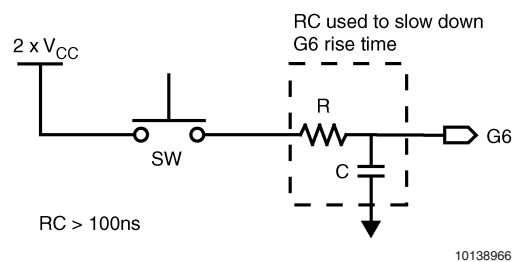 RC used to slow down
G6 rise time
2 x VCC
R
G6
SW
C
RC > 100ns
10138966